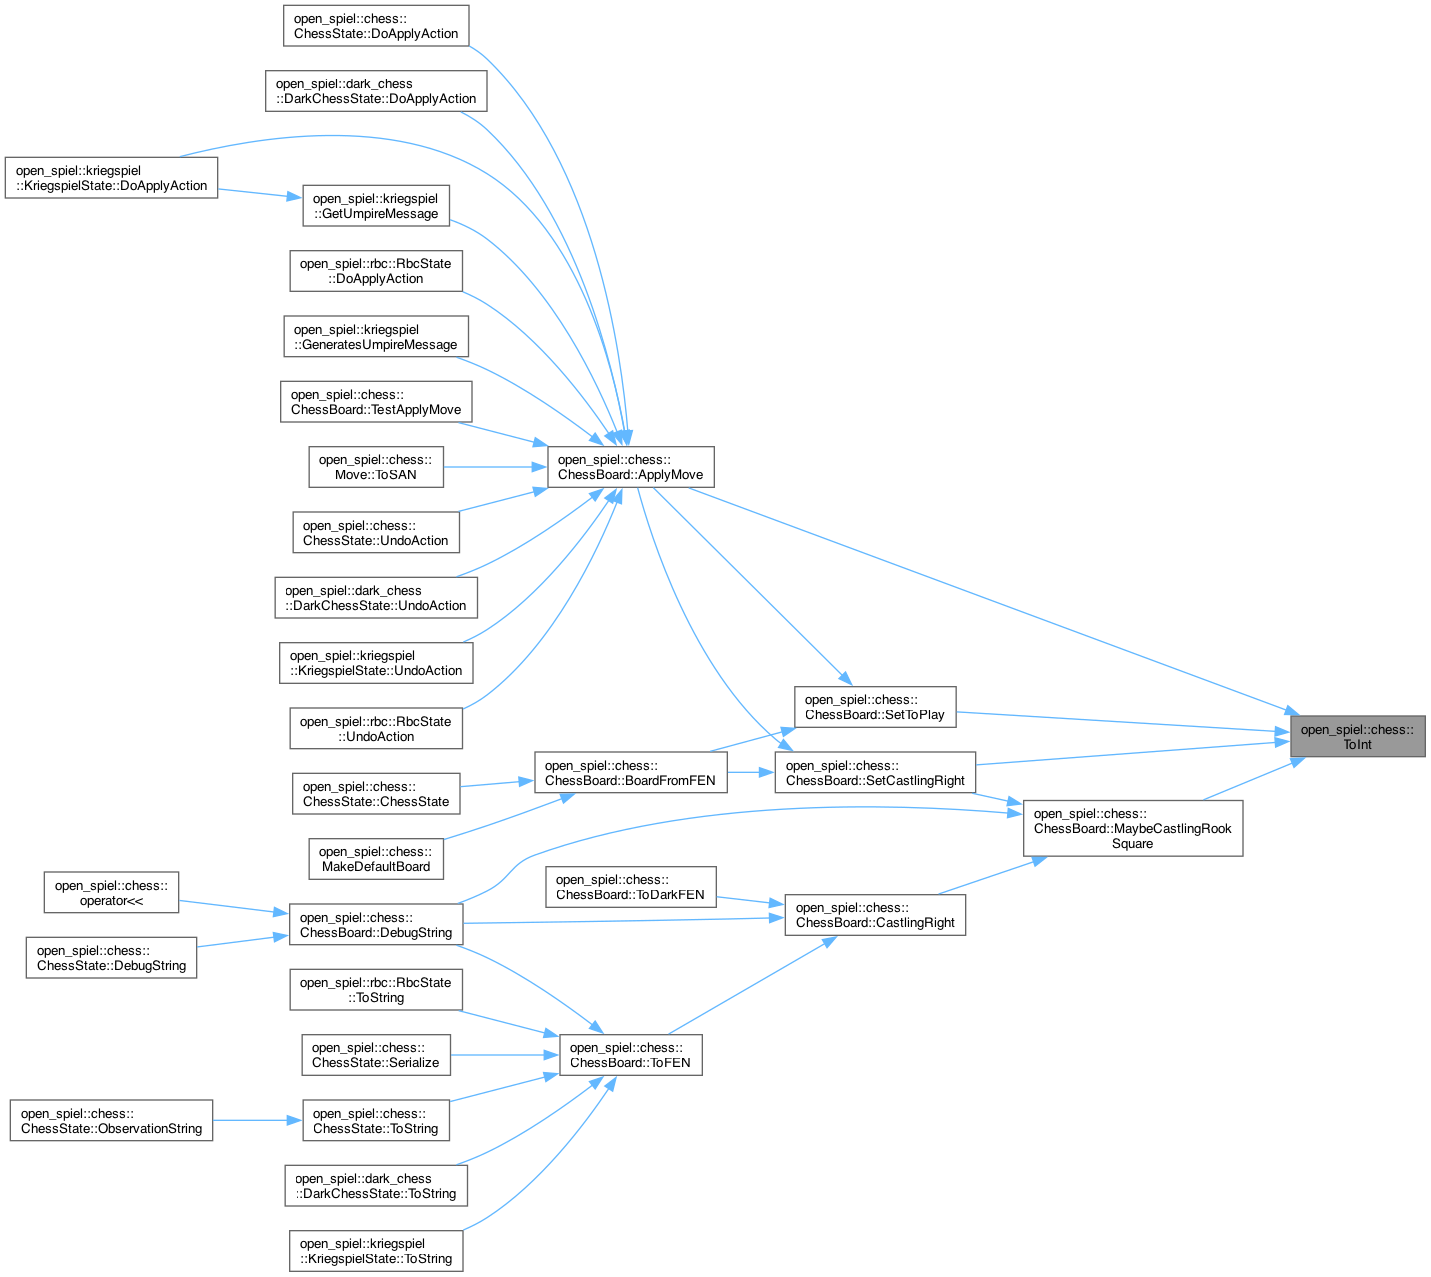 open_spiel::chess::
ChessState::DoApplyAction
open_spiel::dark_chess
::DarkChessState::DoApplyAction
open_spiel::kriegspiel
::KriegspielState::DoApplyAction
open_spiel::kriegspiel
::GetUmpireMessage
open_spiel::rbc::RbcState
::DoApplyAction
open_spiel::kriegspiel
::GeneratesUmpireMessage
open_spiel::chess::
ChessBoard::TestApplyMove
open_spiel::chess::
Move::ToSAN
open_spiel::chess::
ChessBoard::ApplyMove
open_spiel::chess::
ChessState::UndoAction
open_spiel::dark_chess
::DarkChessState::UndoAction
open_spiel::kriegspiel
::KriegspielState::UndoAction
open_spiel::rbc::RbcState
::UndoAction
open_spiel::chess::
ChessBoard::SetToPlay
open_spiel::chess::
ToInt
open_spiel::chess::
ChessBoard::BoardFromFEN
open_spiel::chess::
ChessBoard::SetCastlingRight
open_spiel::chess::
ChessState::ChessState
open_spiel::chess::
ChessBoard::MaybeCastlingRook
Square
open_spiel::chess::
MakeDefaultBoard
open_spiel::chess::
ChessBoard::ToDarkFEN
open_spiel::chess::
operator<<
open_spiel::chess::
ChessBoard::CastlingRight
open_spiel::chess::
ChessBoard::DebugString
open_spiel::chess::
ChessState::DebugString
open_spiel::rbc::RbcState
::ToString
open_spiel::chess::
ChessState::Serialize
open_spiel::chess::
ChessBoard::ToFEN
open_spiel::chess::
ChessState::ObservationString
open_spiel::chess::
ChessState::ToString
open_spiel::dark_chess
::DarkChessState::ToString
open_spiel::kriegspiel
::KriegspielState::ToString